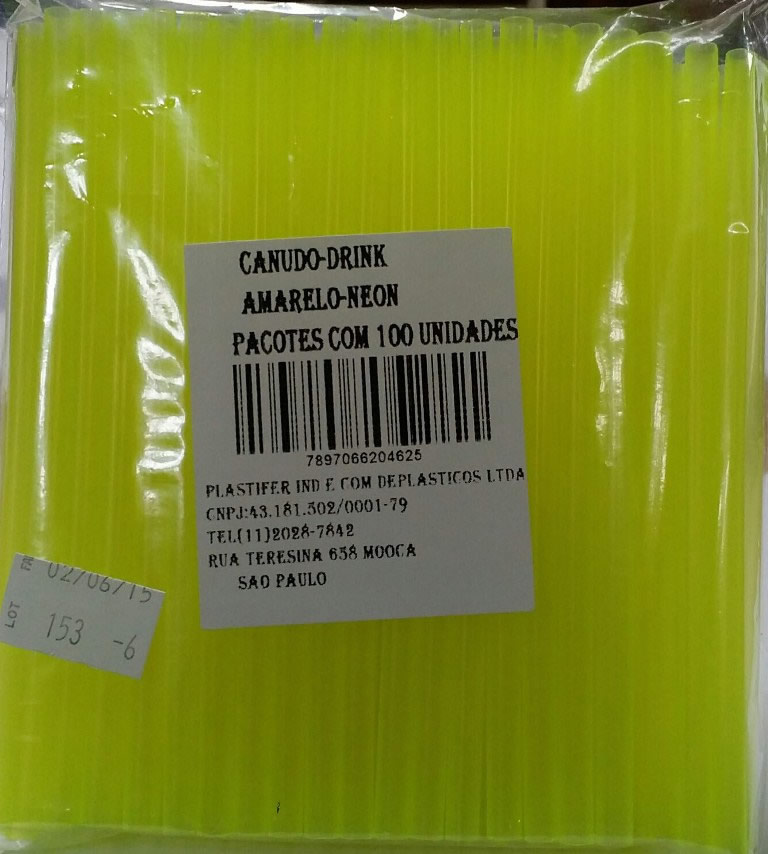 CANUDO-DRINK
AMARELO-NEON
PACOTES COM 100 UNIDADES
7897066204625
PLASTIFER IND E COM DEPLASTICOS LTDA
CNPJ:43.181.502/0001-79
TEL(11)2028-7842
RUA TERESINA 658 MOOCA
SAO PAULO
02/06/15
LOT 153 -6